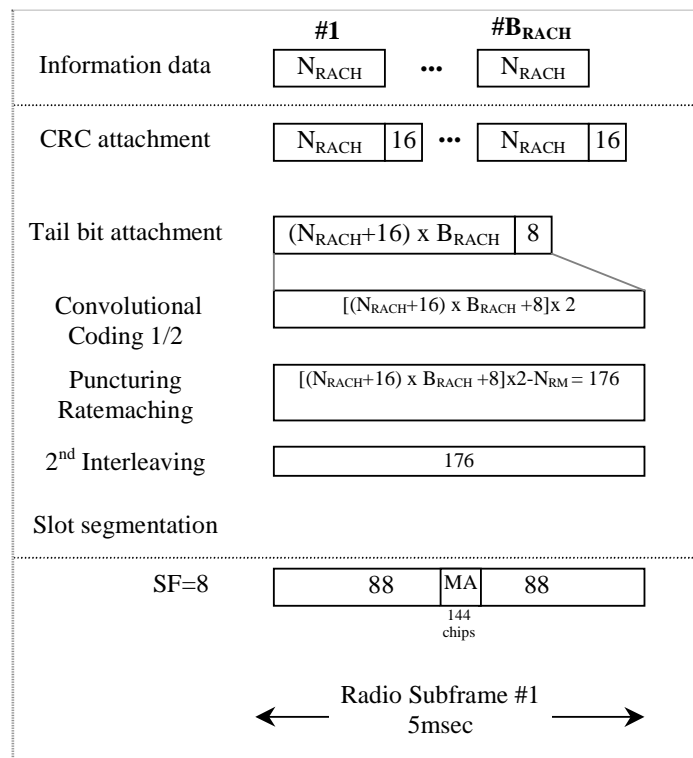 #1 #B_RACH
Information data N_RACH ... N_RACH
CRC attachment N_RACH 16 ... N_RACH 16
Tail bit attachment (N_RACH+16) x B_RACH 8
Convolutional
Coding 1/2
[(N_RACH+16) x B_RACH +8]x 2
Puncturing
Ratemaching
[(N_RACH+16) x B_RACH +8]x2-N_RM = 176
2nd Interleaving 176
Slot segmentation
SF=8 88 MA 88
144
chips
Radio Subframe #1
5msec